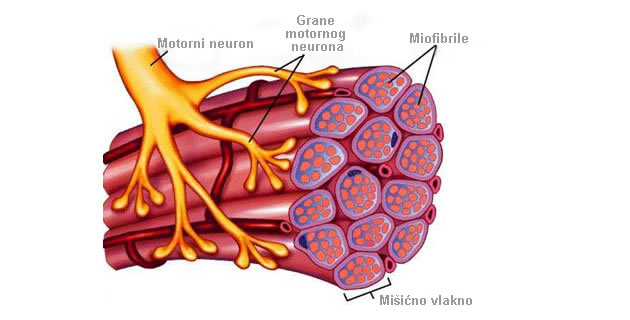 Motorni neuron
Grane
motornog
neurona
Miofibrile
Mišićno vlakno